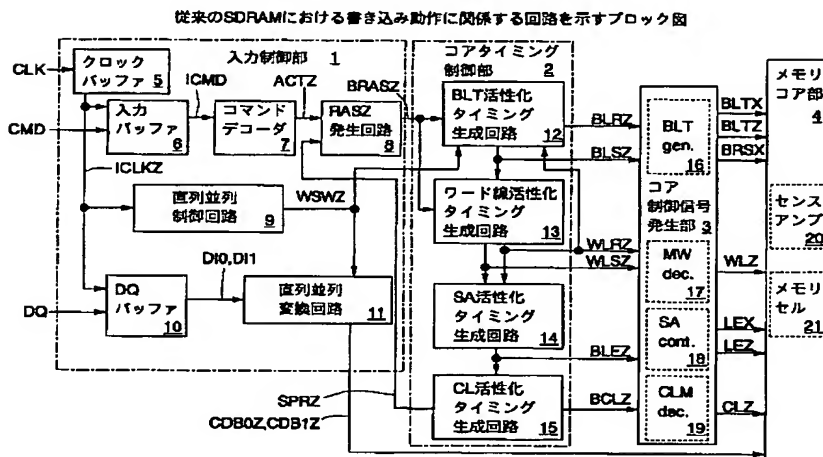 従来のSDRAMにおける書き込み動作に関係する回路を示すブロック図
入力制御部 1
CLK
クロック
バッファ 5
ICMD
ACTZ
BRASZ
CMD
入力
バッファ
6
コマンド
デコーダ
7
RASZ
発生回路
8
ICLKZ
直列並列
制御回路
9
WSWZ
DI0,DI1
DQ
DQ
バッファ
10
直列並列
変換回路
11
SPRZ
CDB0Z,CDB1Z
コアタイミング
制御部 2
BLT活性化
タイミング
生成回路 12
ワード線活性化
タイミング
生成回路 13
SA活性化
タイミング
生成回路 14
CL活性化
タイミング
生成回路 15
BLRZ
BLSZ
WLRZ
WLSZ
BLEZ
BCLZ
BLT
gen.
16
コア
制御信号
発生部 3
MW
dec.
17
SA
cont.
18
CLM
dec.
19
BLTX
BLTZ
BRSX
WLZ
LEX
LEZ
CLZ
メモリ
コア部
4
センス
アンプ
20
メモリ
セル
21